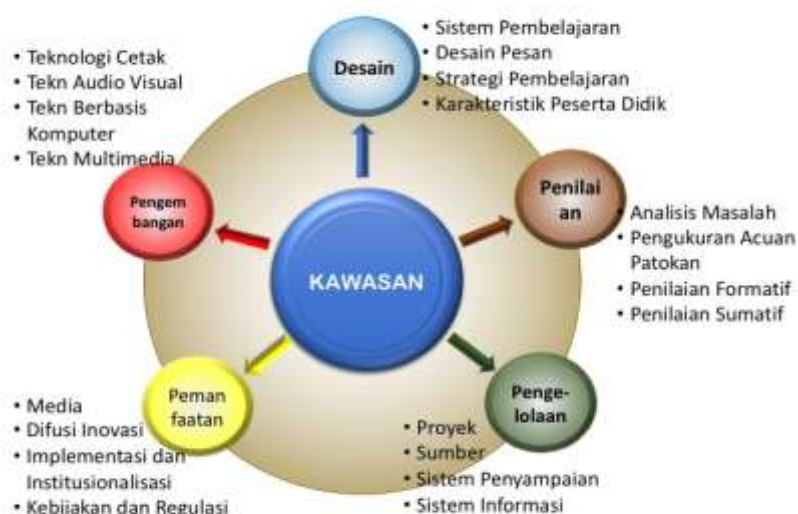 • Sistem Pembelajaran
• Desain Pesan
• Strategi Pembelajaran
• Karakteristik Peserta Didik
Desain
• Teknologi Cetak
• Tekn Audio Visual
• Tekn Berbasis
Komputer
• Tekn Multimedia
Pengem
bangan
Penilai
an
• Analisis Masalah
• Pengukuran Acuan
Patokan
• Penilaian Formatif
• Penilaian Sumatif
KAWASAN
Peman
faatan
• Media
• Difusi Inovasi
• Implementasi dan
Institusionalisasi
• Kebijakan dan Regulasi
Penge-
lolaan
• Proyek
• Sumber
• Sistem Penyampaian
• Sistem Informasi